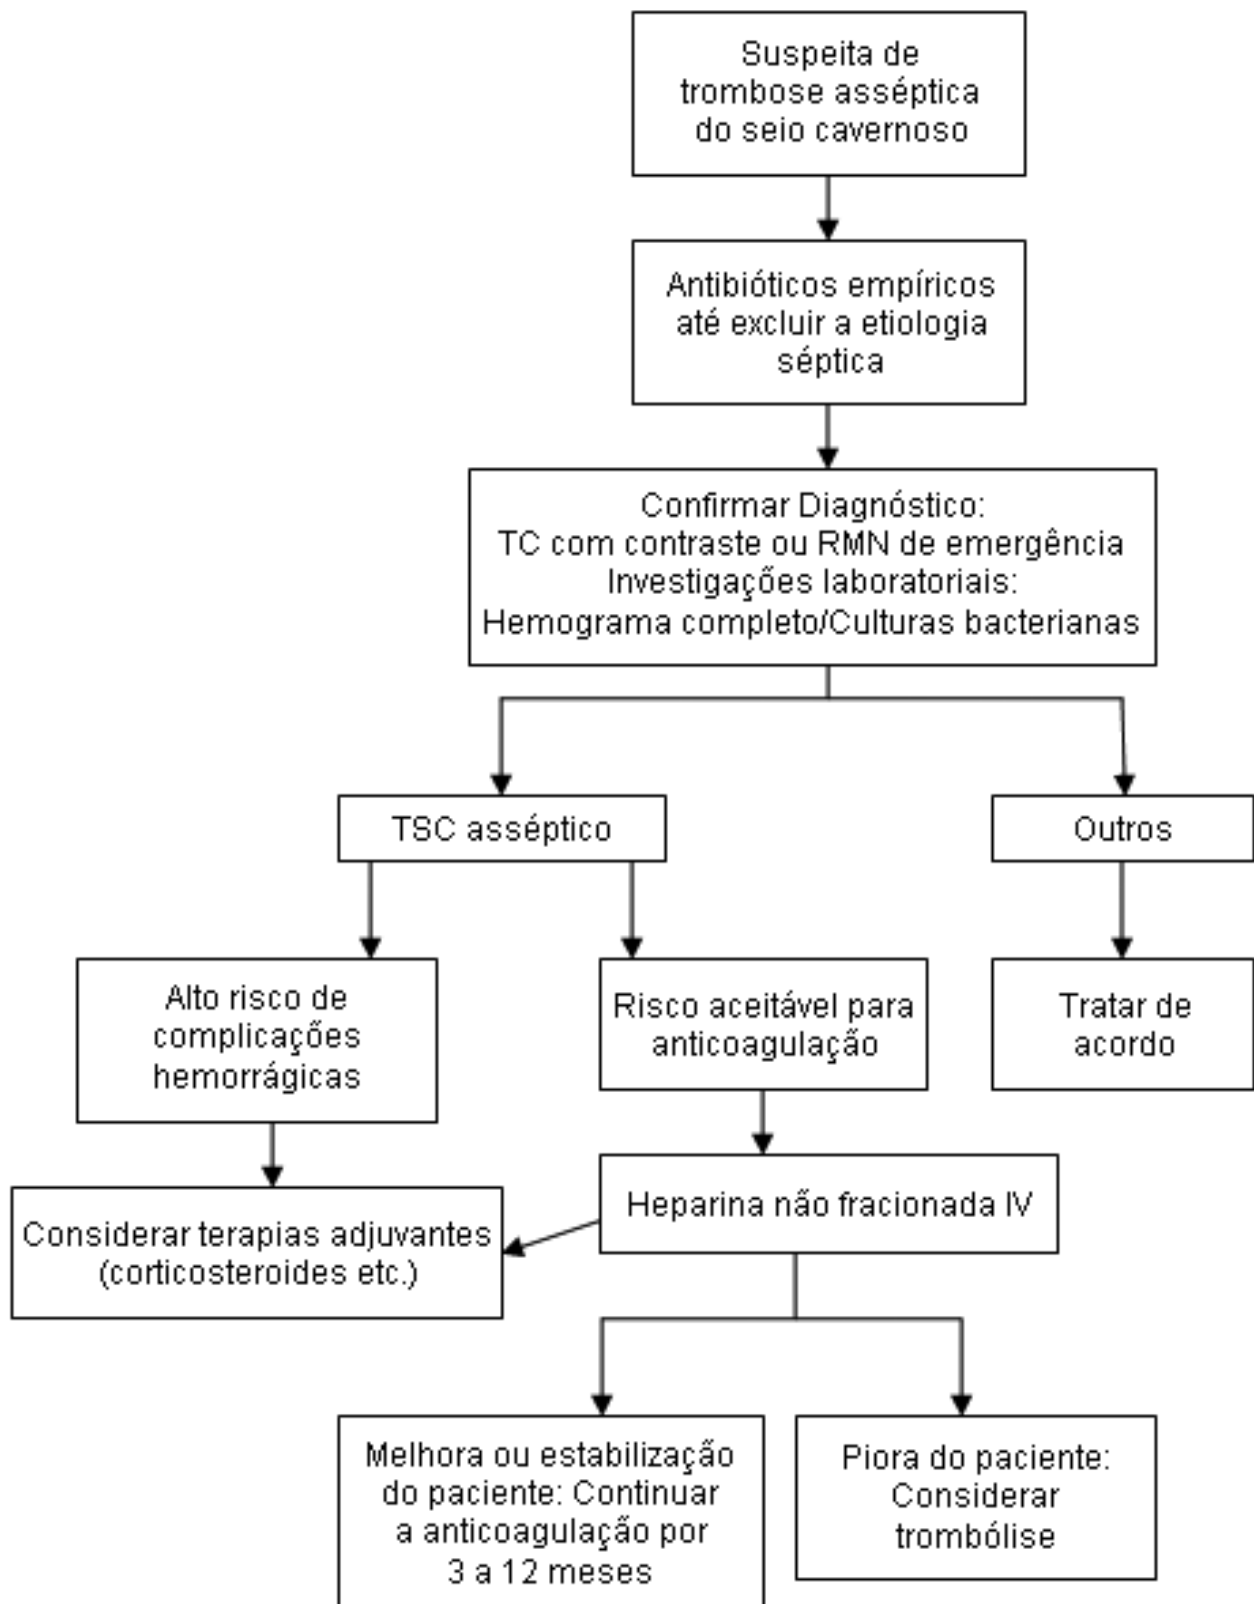 Suspeita de
trombose asséptica
do seio cavernoso
Antibióticos empíricos
até excluir a etiologia
séptica
Confirmar Diagnóstico:
TC com contraste ou RMN de emergência
Investigações laboratoriais:
Hemograma completo/Culturas bacterianas
TSC asséptico
Outros
Alto risco de
complicações
hemorrágicas
Risco aceitável para
anticoagulação
Tratar de
acordo
Heparina não fracionada IV
Considerar terapias adjuvantes
(corticosteroides etc.)
Melhora ou estabilização
do paciente: Continuar
a anticoagulação por
3 a 12 meses
Piora do paciente:
Considerar
trombólise